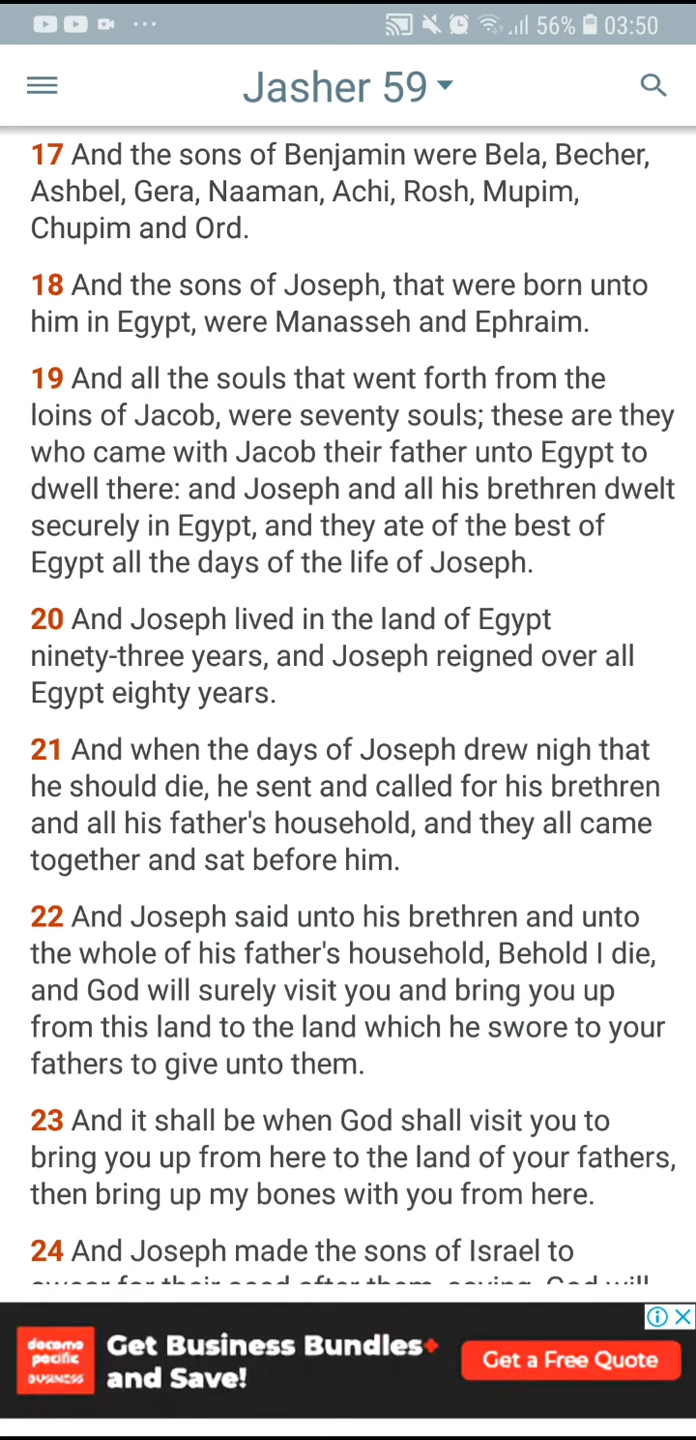 56% 03:50
Jasher 59
17 And the sons of Benjamin were Bela, Becher,
Ashbel, Gera, Naaman, Achi, Rosh, Mupim,
Chupim and Ord.
18 And the sons of Joseph, that were born unto
him in Egypt, were Manasseh and Ephraim.
19 And all the souls that went forth from the
loins of Jacob, were seventy souls; these are they
who came with Jacob their father unto Egypt to
dwell there: and Joseph and all his brethren dwelt
securely in Egypt, and they ate of the best of
Egypt all the days of the life of Joseph.
20 And Joseph lived in the land of Egypt
ninety-three years, and Joseph reigned over all
Egypt eighty years.
21 And when the days of Joseph drew nigh that
he should die, he sent and called for his brethren
and all his father's household, and they all came
together and sat before him.
22 And Joseph said unto his brethren and unto
the whole of his father's household, Behold I die,
and God will surely visit you and bring you up
from this land to the land which he swore to your
fathers to give unto them.
23 And it shall be when God shall visit you to
bring you up from here to the land of your fathers,
then bring up my bones with you from here.
24 And Joseph made the sons of Israel to
swear for their seed after them, saying, God will
docomo
pacific
BUSINESS
Get Business Bundles+
and Save!
Get a Free Quote